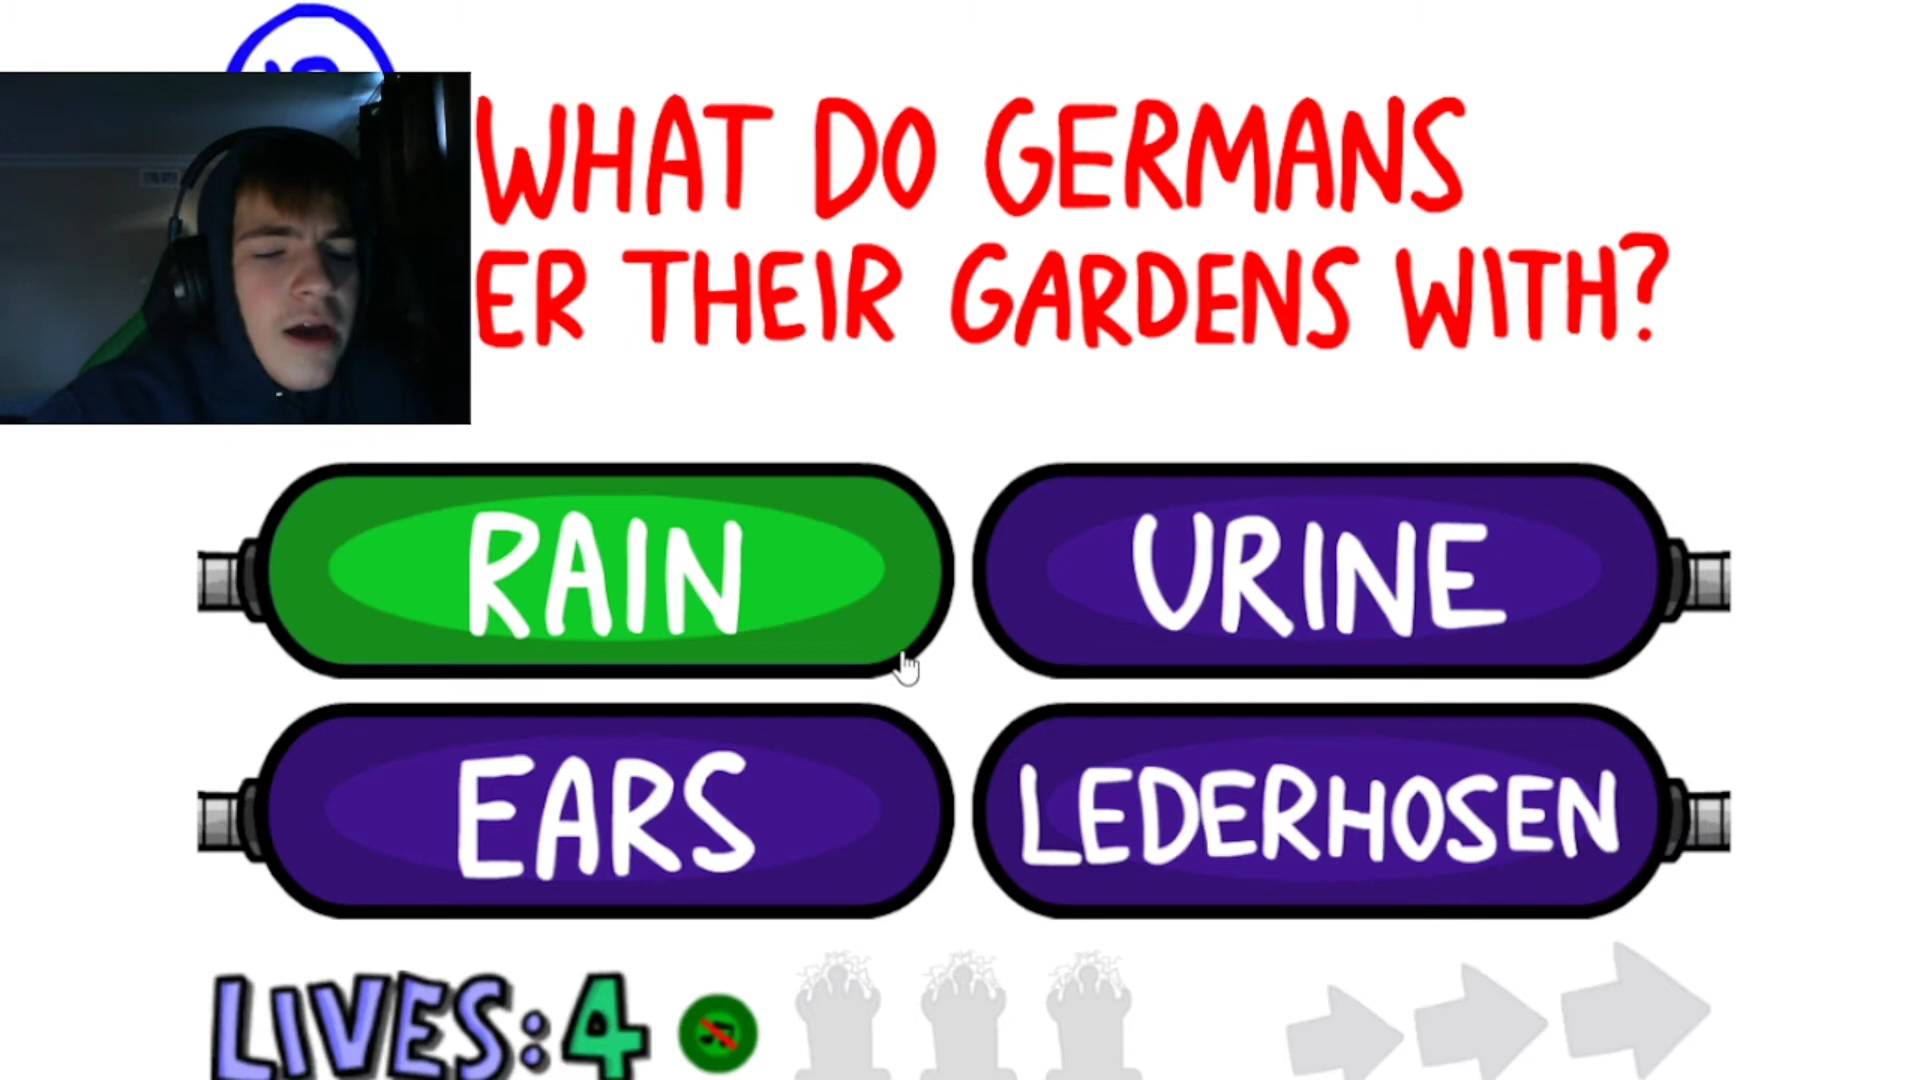 WHAT DO GERMANS
ER THEIR GARDENS WITH?
RAIN
URINE
EARS
LEDERHOSEN
LIVES: 4